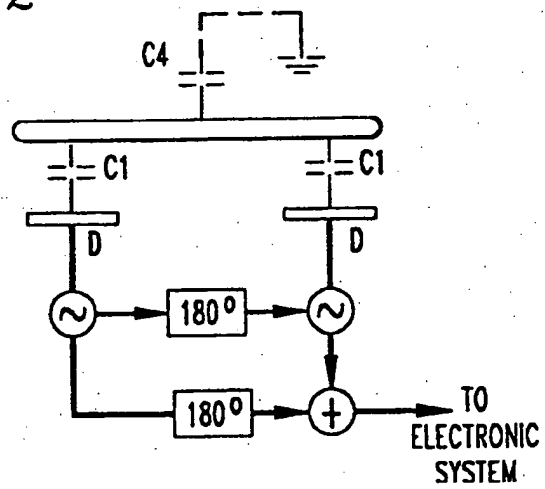 2
C4
C1
C1
D
D
180°
180°
+
TO
ELECTRONIC
SYSTEM